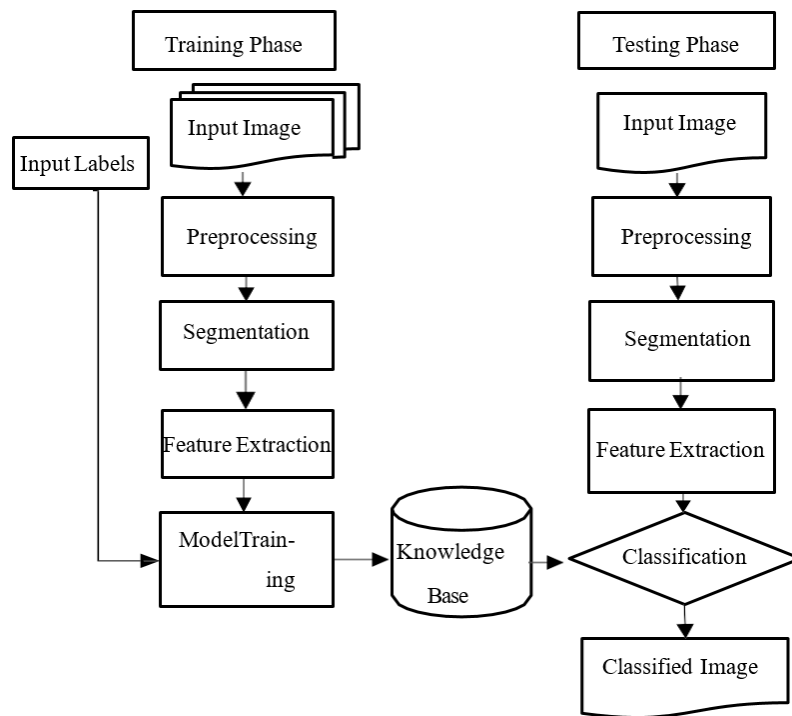 Training Phase
Input Image
Input Labels
Preprocessing
Segmentation
Feature Extraction
ModelTrain-
ing
Knowledge
Base
Testing Phase
Input Image
Preprocessing
Segmentation
Feature Extraction
Classification
Classified Image